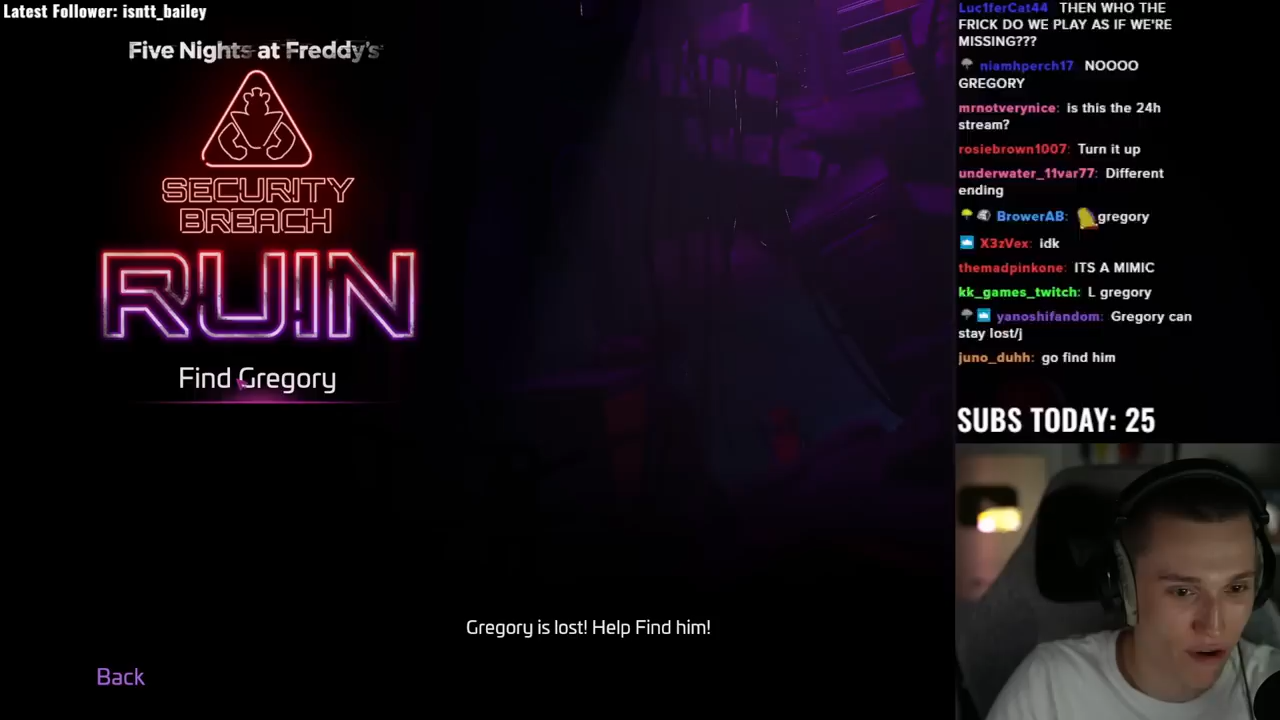 Latest Follower: isntt_bailey
Five Nights at Freddy's
SECURITY
BREACH
RUIN
Find Gregory
Gregory is lost! Help Find him!
Back
Luc1ferCat44 THEN WHO THE
FRICK DO WE PLAY AS IF WE'RE
MISSING???
niamhperch17 NOOOO
GREGORY
mrnotverynice: is this the 24h
stream?
rosiebrown1007: Turn it up
underwater_11var77: Different
ending
BrowerAB: gregory
X3zVex: idk
themadpinkone: ITS A MIMIC
kk_games_twitch: L gregory
yanoshifandom: Gregory can
stay lost/j
juno_duhh: go find him
SUBS TODAY: 25